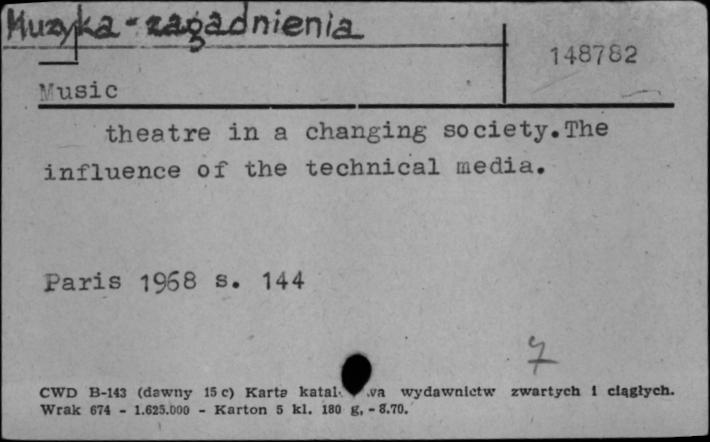 Muzyka - zagadnienia
148782
Music
theatre in a changing society.The
influence of the technical media.
Paris 1968 s. 144
7
CWD B-143 (dawny 15 c) Karta wydawnictw zwartych i ciągłych.
Wrak 674 - 1.625.000 - Karton 5 kl. 180 g, - 8.70.